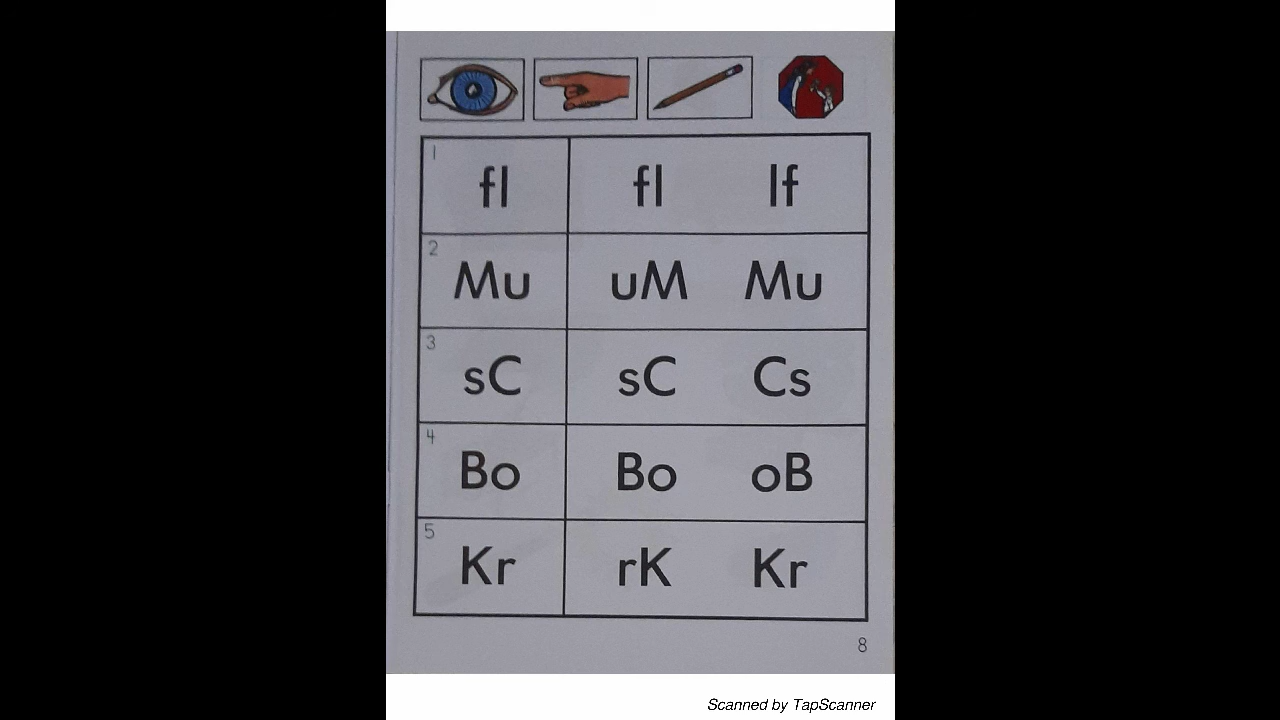 1
fl fl lf
2
Mu uM Mu
3
sC sC Cs
4
Bo Bo oB
5
Kr rK Kr
8
Scanned by TapScanner